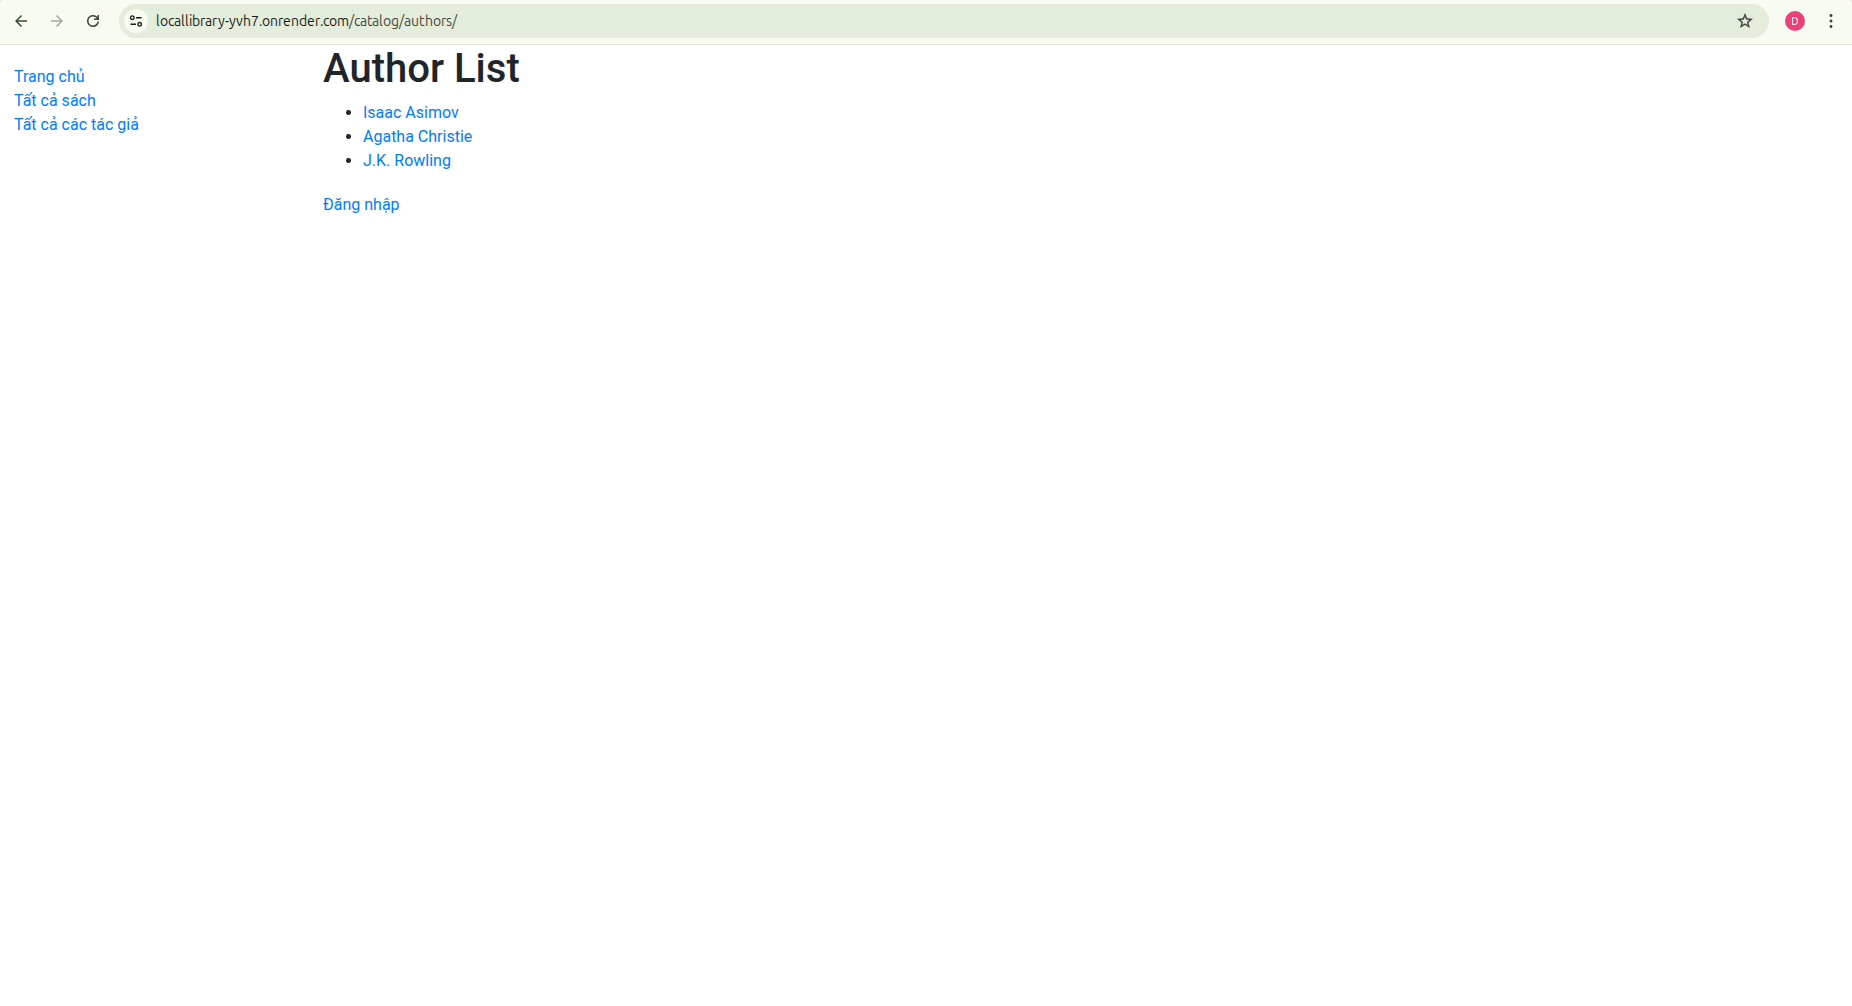 locallibrary-yvh7.onrender.com/catalog/authors/
D
Trang chủ
Tất cả sách
Tất cả các tác giả
Author List
Isaac Asimov
Agatha Christie
J.K. Rowling
Đăng nhập